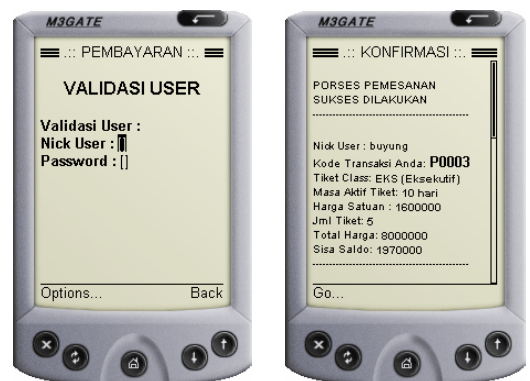 M3GATE
.:: PEMBAYARAN ::.
VALIDASI USER
Validasi User :
Nick User : []
Password : []
Options...
Back
M3GATE
.:: KONFIRMASI ::.
PORSES PEMESANAN
SUKSES DILAKUKAN
--------------------------------
Nick User : buyung
Kode Transaksi Anda: P0003
Tiket Class: EKS (Eksekutif)
Masa Aktif Tiket: 10 hari
Harga Satuan : 1600000
Jml Tiket: 5
Total Harga: 8000000
Sisa Saldo: 1970000
--------------------------------
Go...